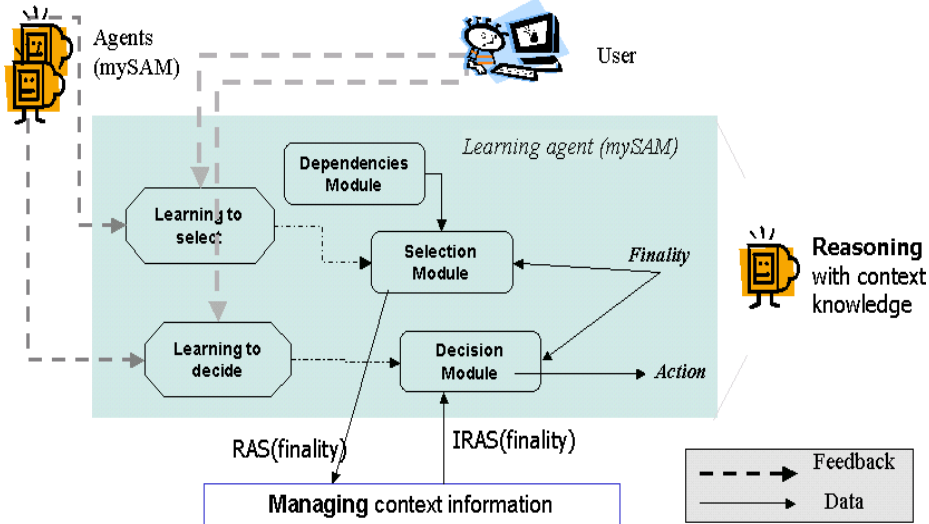 Agents
(mySAM)
User
Learning agent (mySAM)
Dependencies
Module
Learning to
select
Selection
Module
Finality
Reasoning
with context
knowledge
Learning to
decide
Decision
Module
Action
RAS(finality)
IRAS(finality)
Managing context information
Feedback
Data